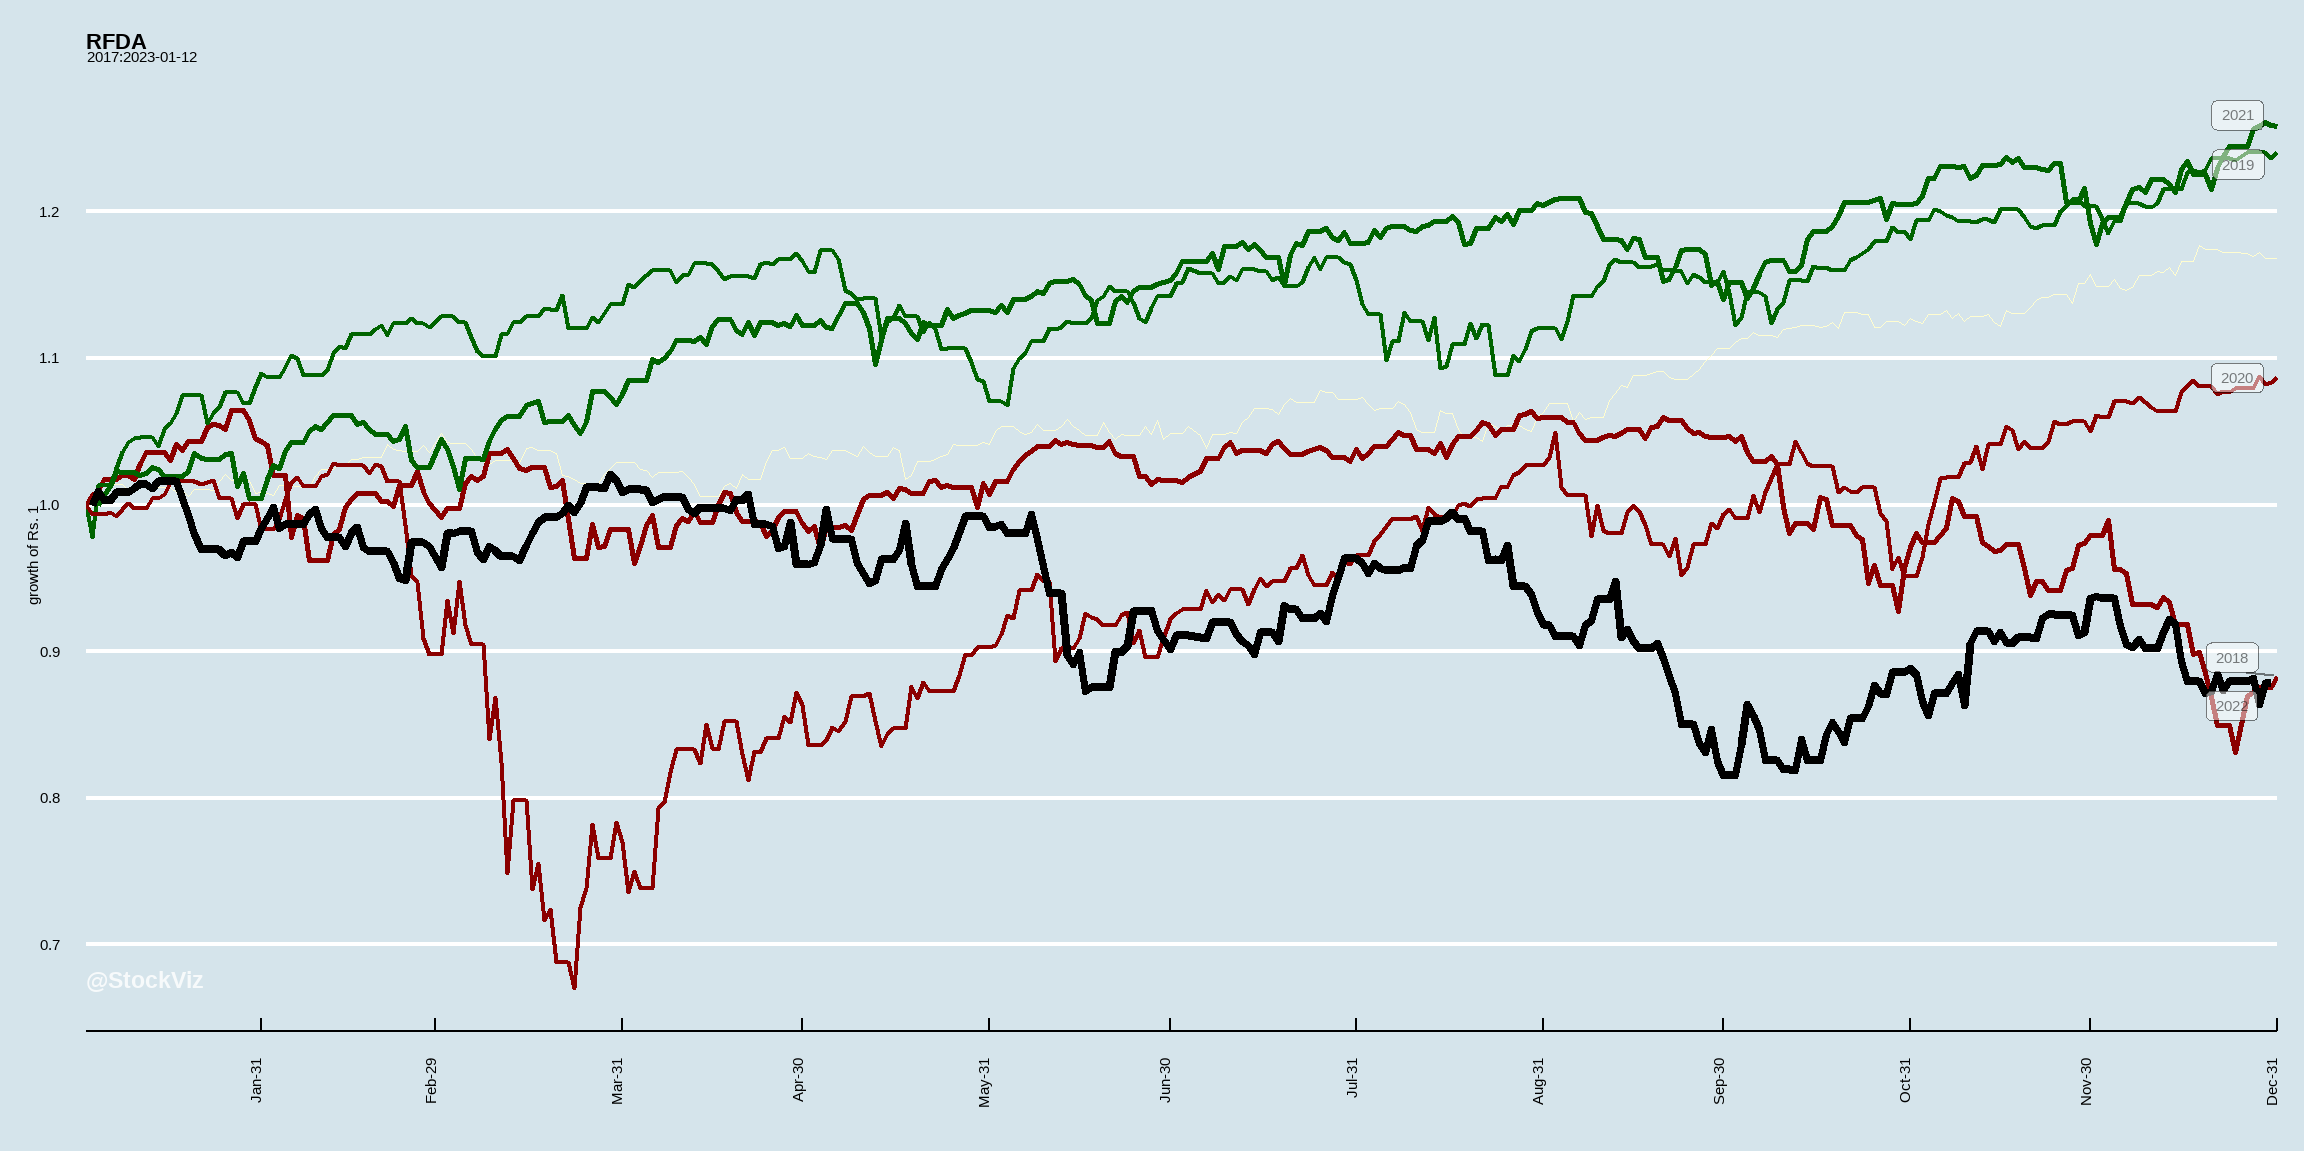 RFDA
2017:2023-01-12
2021
2019
1.2
1.1
2020
1.0
growth of Rs. 1
0.9
2018
2022
0.8
0.7
@StockViz
Jan-31
Feb-29
Mar-31
Apr-30
May-31
Jun-30
Jul-31
Aug-31
Sep-30
Oct-31
Nov-30
Dec-31